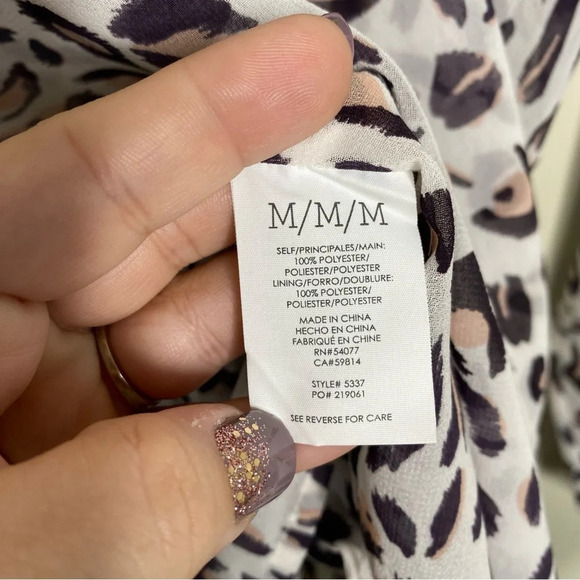 M/M/M
SELF/PRINCIPALES/MAIN:
100% POLYESTER/
POLIESTER/POLYESTER
LINING/FORRO/DOUBLURE:
100% POLYESTER/
POLIESTER/POLYESTER
MADE IN CHINA
HECHO EN CHINA
FABRIQUÉ EN CHINE
RN#54077
CA#59814
STYLE# 5337
PO# 219061
SEE REVERSE FOR CARE